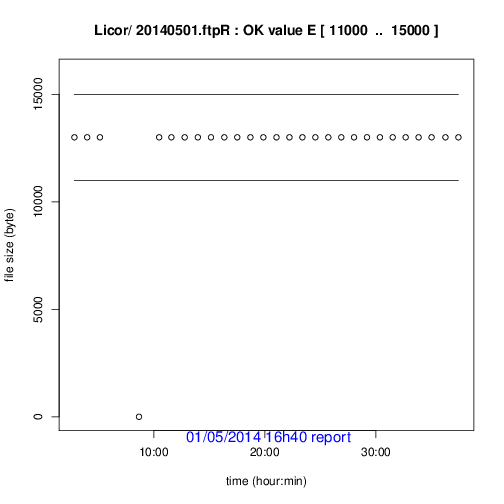 Licor/ 20140501.ftpR : OK value E [ 11000 .. 15000 ]
file size (byte)
15000
10000
5000
0
10:00 20:00 30:00
01/05/2014 16h40 report
time (hour:min)